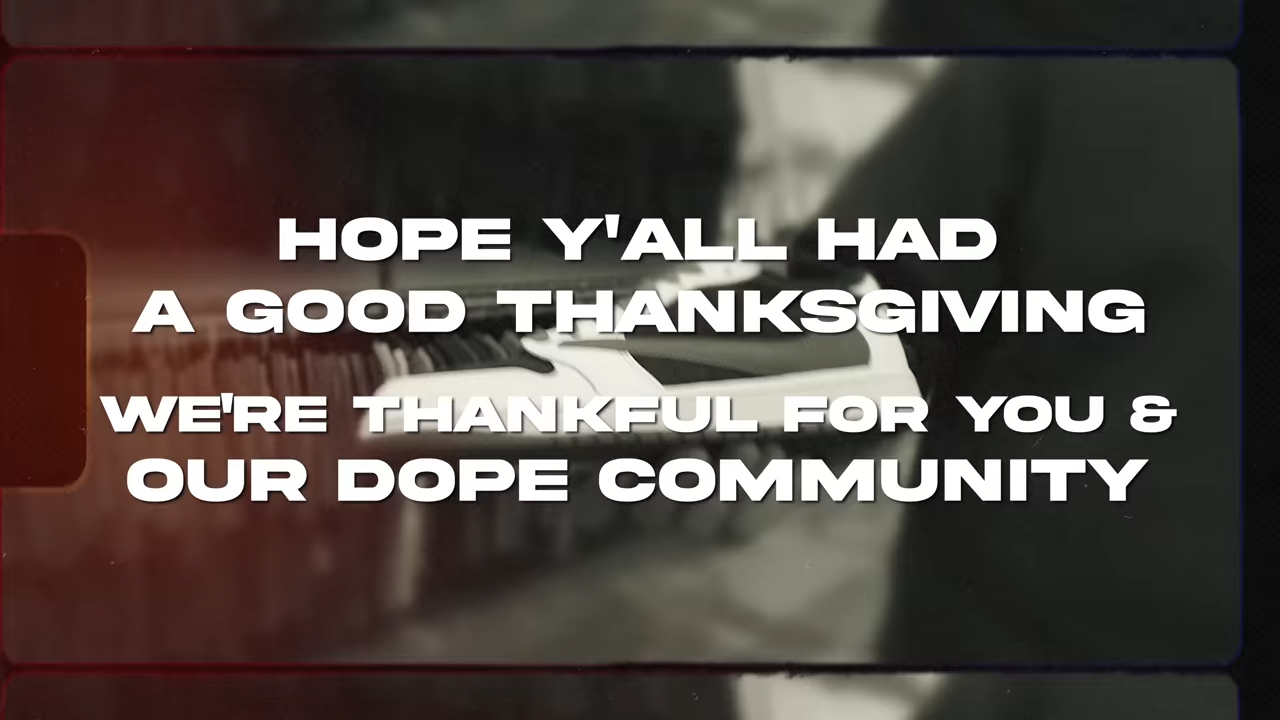 HOPE Y'ALL HAD
A GOOD THANKSGIVING
WE'RE THANKFUL FOR YOU &
OUR DOPE COMMUNITY